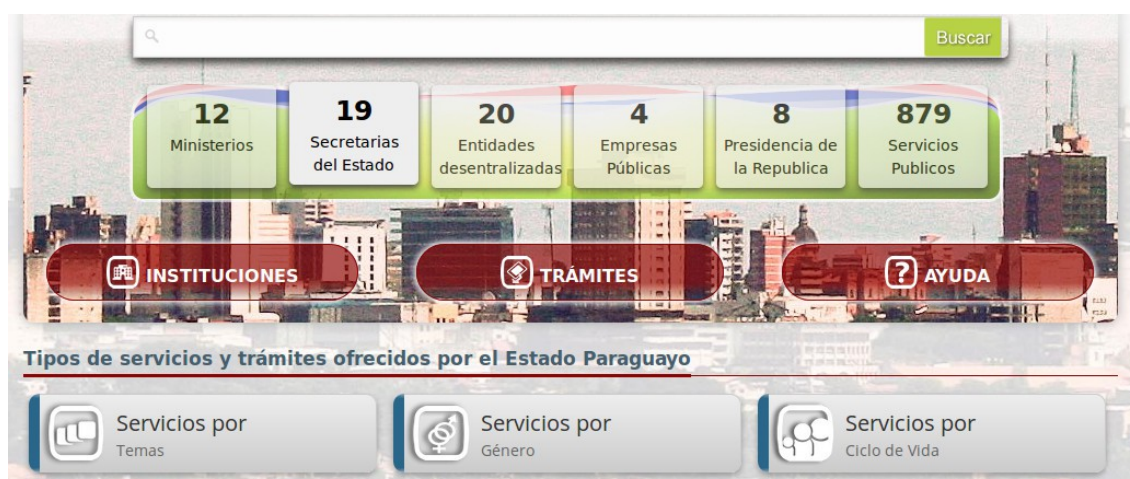 Buscar
12
Ministerios
19
Secretarias
del Estado
20
Entidades
desentralizadas
4
Empresas
Públicas
8
Presidencia de
la Republica
879
Servicios
Publicos
INSTITUCIONES
TRÁMITES
? AYUDA
Tipos de servicios y trámites ofrecidos por el Estado Paraguayo
Servicios por
Temas
Servicios por
Género
Servicios por
Ciclo de Vida